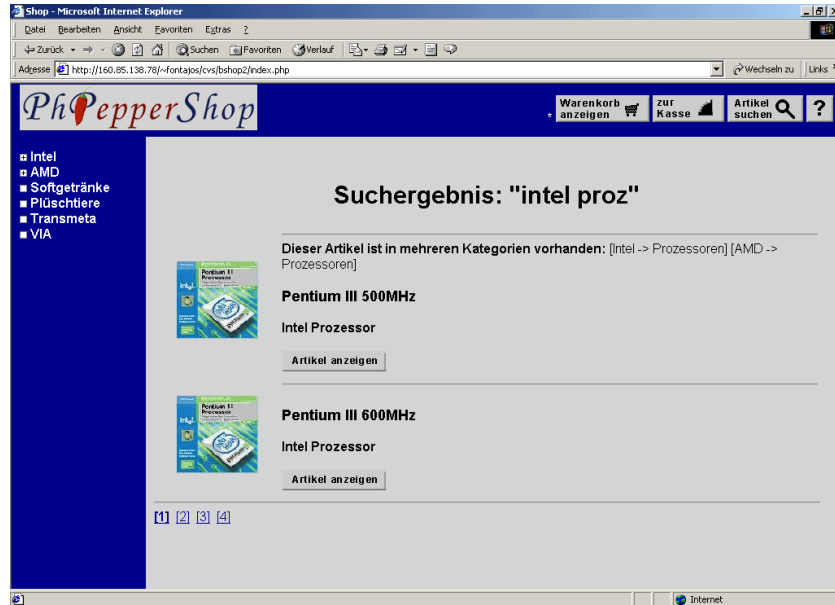 Shop - Microsoft Internet Explorer
Datei Bearbeiten Ansicht Favoriten Extras ?
Zurück Suchen Favoriten Verlauf
Adresse http://160.85.138.78/~fontajos/cvs/bshop2/index.php Wechseln zu Links
PhPepperShop
* Warenkorb anzeigen zur Kasse Artikel suchen ?
Intel
AMD
Softgetränke
Plüschtiere
Transmeta
VIA
Suchergebnis: "intel proz"
Dieser Artikel ist in mehreren Kategorien vorhanden: [Intel -> Prozessoren] [AMD ->
Prozessoren]
Pentium III 500MHz
Intel Prozessor
Artikel anzeigen
Pentium III 600MHz
Intel Prozessor
Artikel anzeigen
[1] [2] [3] [4]
Internet